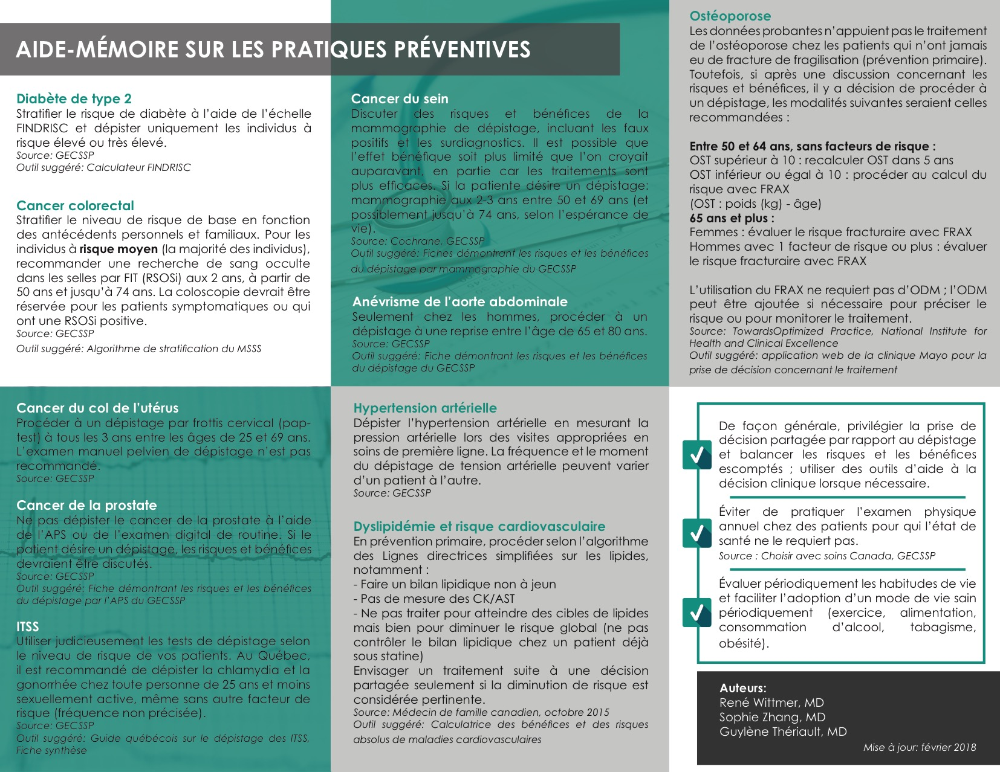 AIDE-MÉMOIRE SUR LES PRATIQUES PRÉVENTIVES
Diabète de type 2
Stratifier le risque de diabète à l’aide de l’échelle
FINDRISC et dépister uniquement les individus à
risque élevé ou très élevé.
Source: GECSSP
Outil suggéré: Calculateur FINDRISC
Cancer colorectal
Stratifier le niveau de risque de base en fonction
des antécédents personnels et familiaux. Pour les
individus à risque moyen (la majorité des individus),
recommander une recherche de sang occulte
dans les selles par FIT (RSOSi) aux 2 ans, à partir de
50 ans et jusqu’à 74 ans. La coloscopie devrait être
réservée pour les patients symptomatiques ou qui
ont une RSOSi positive.
Source: GECSSP
Outil suggéré: Algorithme de stratification du MSSS
Cancer du sein
Discuter des risques et bénéfices de la
mammographie de dépistage, incluant les faux
positifs et les surdiagnostics. Il est possible que
l’effet bénéfique soit plus limité que l’on croyait
auparavant, en partie car les traitements sont
plus efficaces. Si la patiente désire un dépistage:
mammographie aux 2-3 ans entre 50 et 69 ans (et
possiblement jusqu’à 74 ans, selon l’espérance de
vie).
Source: Cochrane, GECSSP
Outil suggéré: Fiches démontrant les risques et les bénéfices
du dépistage par mammographie du GECSSP
Anévrisme de l’aorte abdominale
Seulement chez les hommes, procéder à un
dépistage à une reprise entre l’âge de 65 et 80 ans.
Source: GECSSP
Outil suggéré: Fiche démontrant les risques et les bénéfices
du dépistage du GECSSP
Ostéoporose
Les données probantes n’appuient pas le traitement
de l’ostéoporose chez les patients qui n’ont jamais
eu de fracture de fragilisation (prévention primaire).
Toutefois, si après une discussion concernant les
risques et bénéfices, il y a décision de procéder à
un dépistage, les modalités suivantes seraient celles
recommandées :
Entre 50 et 64 ans, sans facteurs de risque :
OST supérieur à 10 : recalculer OST dans 5 ans
OST inférieur ou égal à 10 : procéder au calcul du
risque avec FRAX
(OST : poids (kg) - âge)
65 ans et plus :
Femmes : évaluer le risque fracturaire avec FRAX
Hommes avec 1 facteur de risque ou plus : évaluer
le risque fracturaire avec FRAX
L’utilisation du FRAX ne requiert pas d’ODM ; l’ODM
peut être ajoutée si nécessaire pour préciser le
risque ou pour monitorer le traitement.
Source: TowardsOptimized Practice, National Institute for
Health and Clinical Excellence
Outil suggéré: application web de la clinique Mayo pour la
prise de décision concernant le traitement
Cancer du col de l’utérus
Procéder à un dépistage par frottis cervical (pap-
test) à tous les 3 ans entre les âges de 25 et 69 ans.
L’examen manuel pelvien de dépistage n’est pas
recommandé.
Source: GECSSP
Cancer de la prostate
Ne pas dépister le cancer de la prostate à l’aide
de l’APS ou de l’examen digital de routine. Si le
patient désire un dépistage, les risques et bénéfices
devraient être discutés.
Source: GECSSP
Outil suggéré: Fiche démontrant les risques et les bénéfices
du dépistage par l’APS du GECSSP
ITSS
Utiliser judicieusement les tests de dépistage selon
le niveau de risque de vos patients. Au Québec,
il est recommandé de dépister la chlamydia et la
gonorrhée chez toute personne de 25 ans et moins
sexuellement active, même sans autre facteur de
risque (fréquence non précisée).
Source: GECSSP
Outil suggéré: Guide québécois sur le dépistage des ITSS,
Fiche synthèse
Hypertension artérielle
Dépister l’hypertension artérielle en mesurant la
pression artérielle lors des visites appropriées en
soins de première ligne. La fréquence et le moment
du dépistage de tension artérielle peuvent varier
d’un patient à l’autre.
Source: GECSSP
Dyslipidémie et risque cardiovasculaire
En prévention primaire, procéder selon l’algorithme
des Lignes directrices simplifiées sur les lipides,
notamment :
- Faire un bilan lipidique non à jeun
- Pas de mesure des CK/AST
- Ne pas traiter pour atteindre des cibles de lipides
mais bien pour diminuer le risque global (ne pas
contrôler le bilan lipidique chez un patient déjà
sous statine)
Envisager un traitement suite à une décision
partagée seulement si la diminution de risque est
considérée pertinente.
Source: Médecin de famille canadien, octobre 2015
Outil suggéré: Calculatrice des bénéfices et des risques
absolus de maladies cardiovasculaires
De façon générale, privilégier la prise de
décision partagée par rapport au dépistage
et balancer les risques et les bénéfices
escomptés ; utiliser des outils d’aide à la
décision clinique lorsque nécessaire.
Éviter de pratiquer l’examen physique
annuel chez des patients pour qui l’état de
santé ne le requiert pas.
Source : Choisir avec soins Canada, GECSSP
Évaluer périodiquement les habitudes de vie
et faciliter l’adoption d’un mode de vie sain
périodiquement (exercice, alimentation,
consommation d’alcool, tabagisme,
obésité).
Auteurs:
René Wittmer, MD
Sophie Zhang, MD
Guylène Thériault, MD
Mise à jour: février 2018